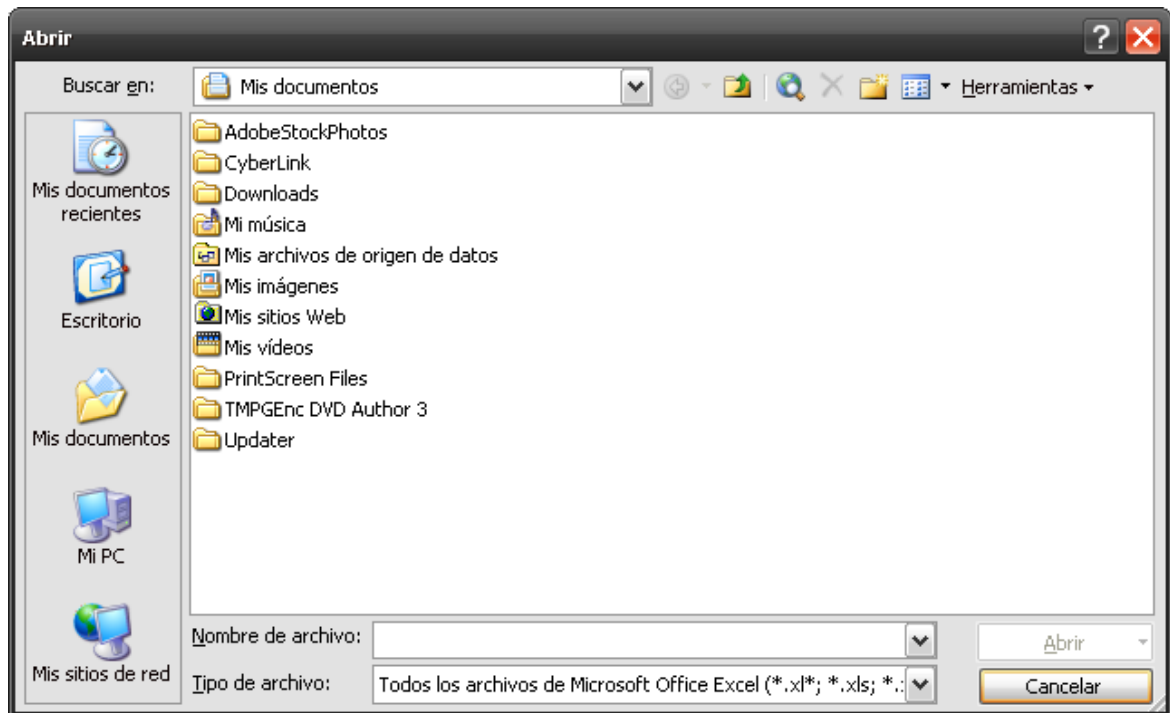 Abrir
?
Buscar en:
Mis documentos
Herramientas
Mis documentos
recientes
Escritorio
Mis documentos
Mi PC
Mis sitios de red
AdobeStockPhotos
CyberLink
Downloads
Mi música
Mis archivos de origen de datos
Mis imágenes
Mis sitios Web
Mis vídeos
PrintScreen Files
TMPGEnc DVD Author 3
Updater
Nombre de archivo:
Abrir
Tipo de archivo:
Todos los archivos de Microsoft Office Excel (*.xl*; *.xls; *.
Cancelar